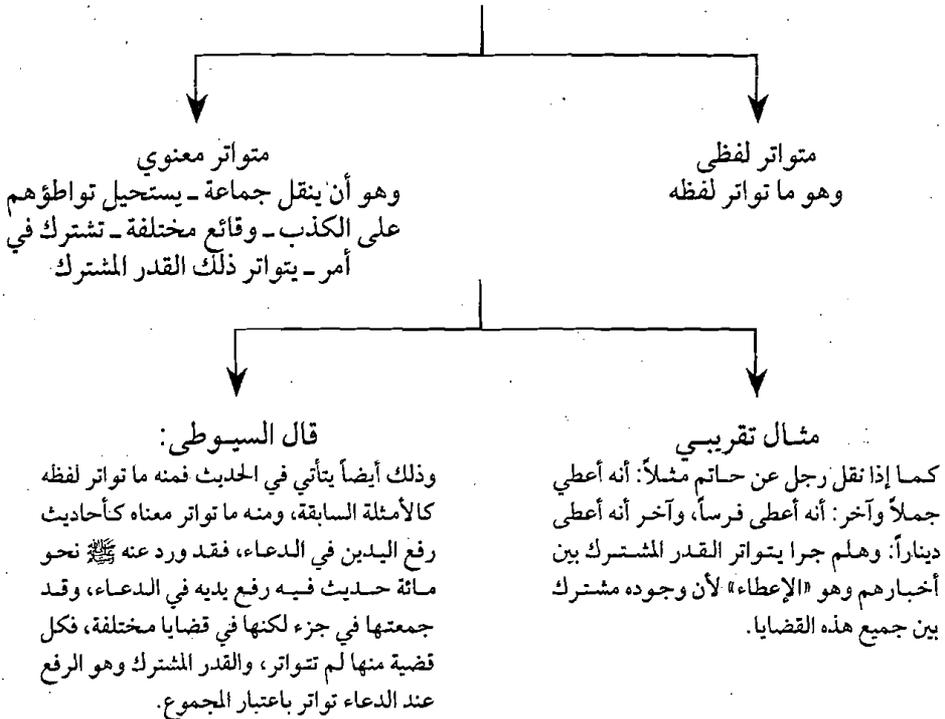 متواتر لفظى
وهو ما تواتر لفظه
متواتر معنوي
وهو أن ينقل جماعة ـ يستحيل تواطؤهم
على الكذب ـ وقائع مختلفة ـ تشترك في
أمر ـ يتواتر ذلك القدر المشترك
مثال تقريبي
كما إذا نقل رجل عن حاتم مثلاً: أنه أعطي
جملاً وآخر: أنه أعطى فرساً، وآخر أنه أعطى
ديناراً: وهلم جرا يتواتر القدر المشترك بين
أخبارهم وهو «الإعطاء» لأن وجوده مشترك
بين جميع هذه القضايا.
قال السيوطى:
وذلك أيضاً يتأتي في الحديث فمنه ما تواتر لفظه
كالأمثلة السابقة، ومنه ما تواتر معناه كأحاديث
رفع اليدين في الدعاء، فقد ورد عنه ﷺ نحو
مائة حديث فيه رفع يديه في الدعاء، وقد
جمعتها في جزء لكنها في قضايا مختلفة، فكل
قضية منها لم تتواتر، والقدر المشترك وهو الرفع
عند الدعاء تواتر باعتبار المجموع.